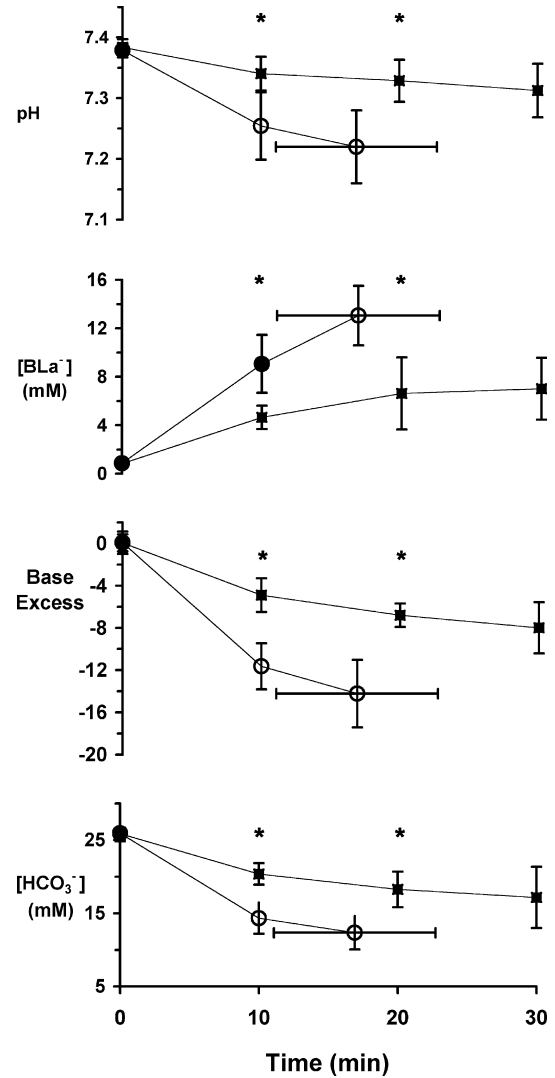 * *
7.4
7.3
pH
7.2
7.1
* *
16
12
[BLa⁻]
8
(mM)
4
0
0
* *
Base
-4
Excess
-8
-12
-16
-20
* *
25
[HCO₃⁻]
15
(mM)
5
0 10 20 30
Time (min)